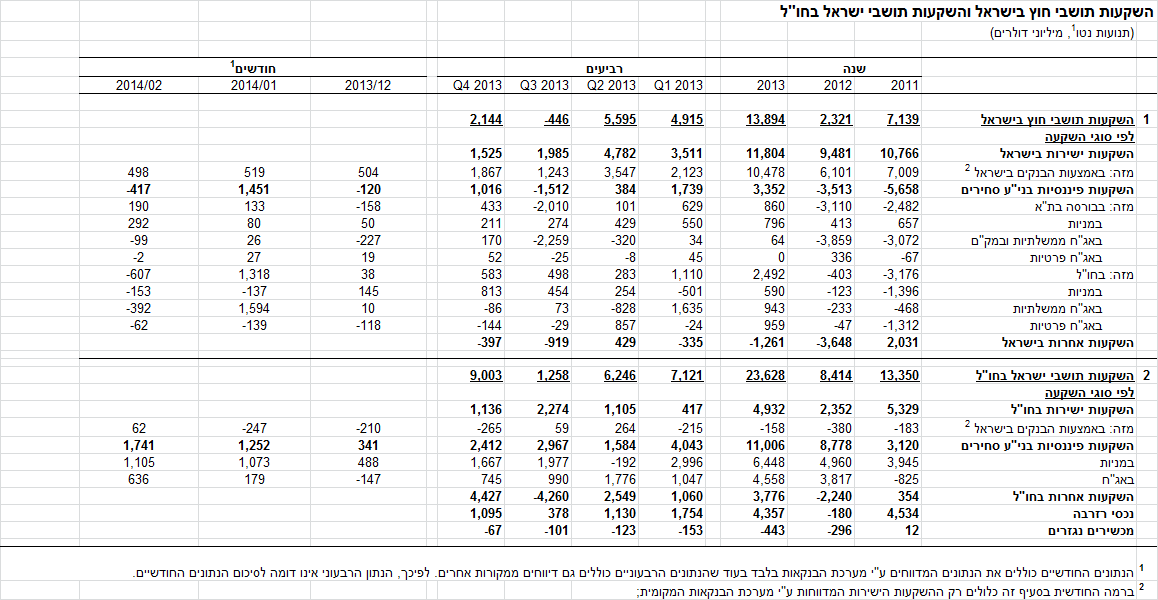 השקעות תושבי חוץ בישראל והשקעות תושבי ישראל בחו"ל
(תנועות נטו¹, מיליוני דולרים)
שנה רביעים חודשים¹
2011 2012 2013 Q1 2013 Q2 2013 Q3 2013 Q4 2013 2013/12 2014/01 2014/02
1 השקעות תושבי חוץ בישראל 7,139 2,321 13,894 4,915 5,595 -446 2,144
לפי סוגי השקעה
השקעות ישירות בישראל 10,766 9,481 11,804 3,511 4,782 1,985 1,525
מזה: באמצעות הבנקים בישראל ² 7,009 6,101 10,478 2,123 3,547 1,243 1,867 504 519 498
השקעות פיננסיות בני"ע סחירים -5,658 -3,513 3,352 1,739 384 -1,512 1,016 -120 1,451 -417
מזה: בבורסה בת"א -2,482 -3,110 860 629 101 -2,010 433 -158 133 190
במניות 657 413 796 550 429 274 211 50 80 292
באג"ח ממשלתיות ובמק"ם -3,072 -3,859 64 34 -320 -2,259 170 -227 26 -99
באג"ח פרטיות -67 336 0 45 -8 -25 52 19 27 -2
מזה: בחו"ל -3,176 -403 2,492 1,110 283 498 583 38 1,318 -607
במניות -1,396 -123 590 -501 254 454 813 145 -137 -153
באג"ח ממשלתיות -468 -233 943 1,635 -828 73 -86 10 1,594 -392
באג"ח פרטיות -1,312 -47 959 -24 857 -29 -144 -118 -139 -62
השקעות אחרות בישראל 2,031 -3,648 -1,261 -335 429 -919 -397
2 השקעות תושבי ישראל בחו"ל 13,350 8,414 23,628 7,121 6,246 1,258 9,003
לפי סוגי השקעה
השקעות ישירות בחו"ל 5,329 2,352 4,932 417 1,105 2,274 1,136
מזה: באמצעות הבנקים בישראל ² -183 -380 -158 -215 264 59 -265 -210 -247 62
השקעות פיננסיות בני"ע סחירים 3,120 8,778 11,006 4,043 1,584 2,967 2,412 341 1,252 1,741
במניות 3,945 4,960 6,448 2,996 -192 1,977 1,667 488 1,073 1,105
באג"ח -825 3,817 4,558 1,047 1,776 990 745 -147 179 636
השקעות אחרות בחו"ל 354 -2,240 3,776 1,060 2,549 -4,260 4,427
נכסי רזרבה 4,534 -180 4,357 1,754 1,130 378 1,095
מכשירים נגזרים 12 -296 -443 -153 -123 -101 -67
¹ הנתונים החודשיים כוללים את הנתונים המדווחים ע"י מערכת הבנקאות בלבד בעוד שהנתונים הרבעוניים כוללים גם דיווחים ממקורות אחרים. לפיכך, הנתון הרבעוני אינו דומה לסיכום הנתונים החודשיים.
² ברמה החודשית בסעיף זה כלולים רק ההשקעות הישירות המדווחות ע"י מערכת הבנקאות המקומית;